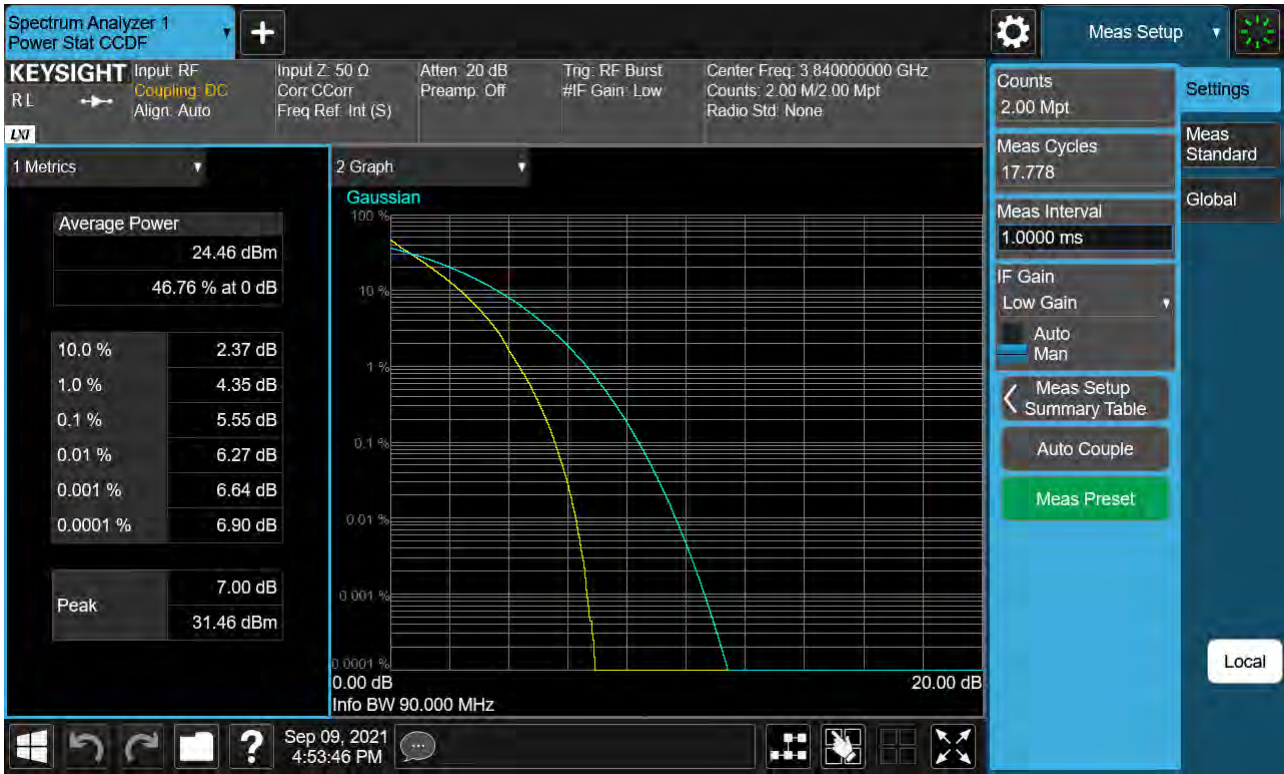 Spectrum Analyzer 1
Power Stat CCDF
+
Meas Setup
KEYSIGHT
RL
LXI
Input: RF
Coupling: DC
Align: Auto
Input Z: 50 Ω
Corr CCorr
Freq Ref: Int (S)
Atten: 20 dB
Preamp: Off
Trig: RF Burst
#IF Gain: Low
Center Freq: 3.840000000 GHz
Counts: 2.00 M/2.00 Mpt
Radio Std: None
1 Metrics
Average Power
24.46 dBm
46.76 % at 0 dB
10.0 % 2.37 dB
1.0 % 4.35 dB
0.1 % 5.55 dB
0.01 % 6.27 dB
0.001 % 6.64 dB
0.0001 % 6.90 dB
Peak
7.00 dB
31.46 dBm
2 Graph
Gaussian
100 %
10 %
1 %
0.1 %
0.01 %
0.001 %
0.0001 %
0.00 dB 20.00 dB
Info BW 90.000 MHz
Counts
2.00 Mpt
Meas Cycles
17.778
Meas Interval
1.0000 ms
IF Gain
Low Gain
Auto
Man
Meas Setup
Summary Table
Auto Couple
Meas Preset
Settings
Meas
Standard
Global
Local
?
Sep 09, 2021
4:53:46 PM